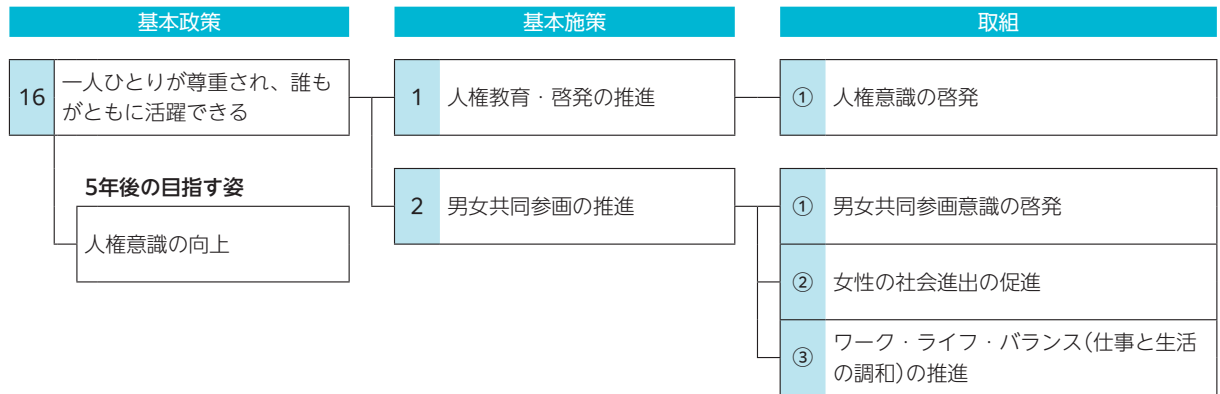 基本政策
基本施策
取組
16
一人ひとりが尊重され、誰も
がともに活躍できる
1
人権教育・啓発の推進
①
人権意識の啓発
5年後の目指す姿
人権意識の向上
2
男女共同参画の推進
①
男女共同参画意識の啓発
②
女性の社会進出の促進
③
ワーク・ライフ・バランス(仕事と生活
の調和)の推進